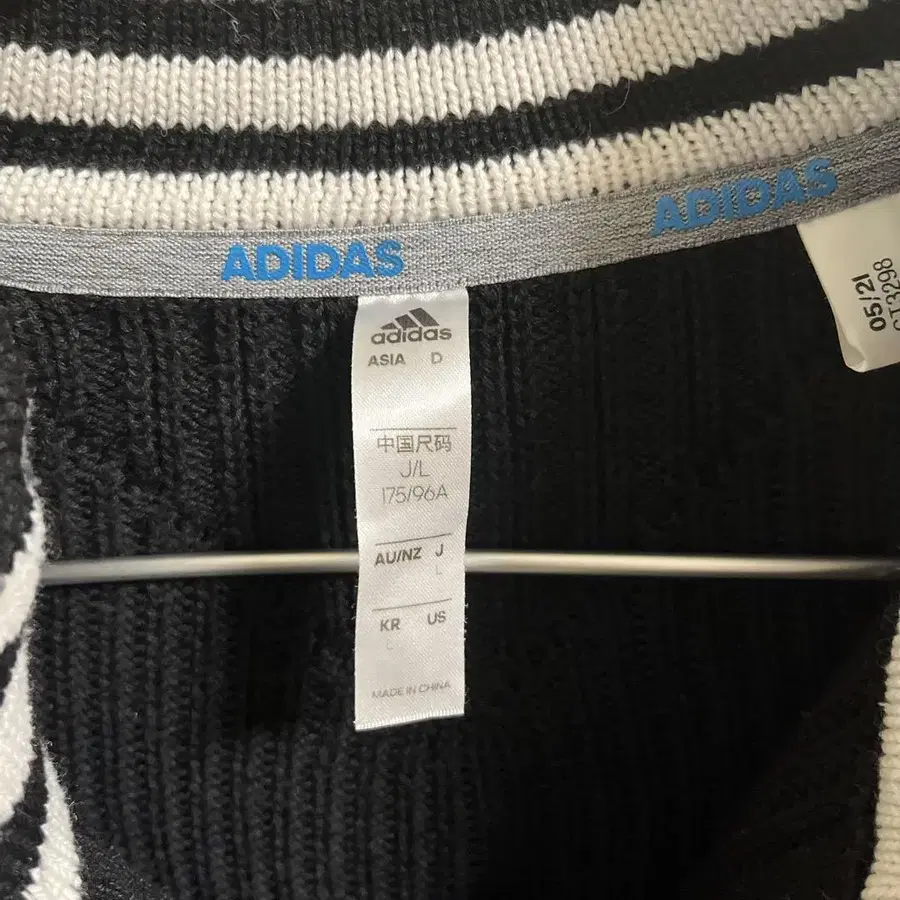 ADIDAS
ADIDAS
05/21
adidas
ASIA D
中国尺码
J/L
175/96A
AU/NZ J
L
KR US
MADE IN CHINA